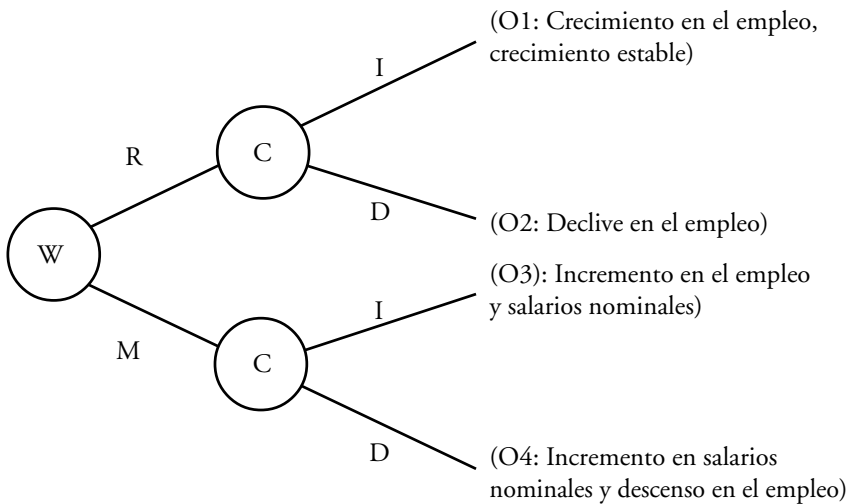 (O1: Crecimiento en el empleo,
crecimiento estable)
I
R
C
D
(O2: Declive en el empleo)
W
(O3): Incremento en el empleo
y salarios nominales)
I
M
C
D
(O4: Incremento en salarios
nominales y descenso en el empleo)